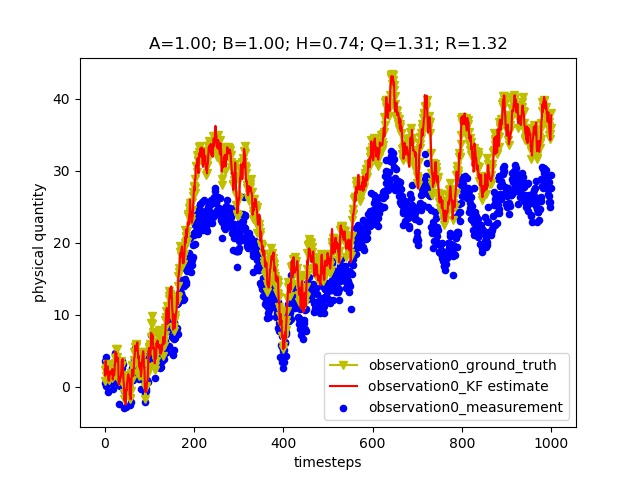 A=1.00; B=1.00; H=0.74; Q=1.31; R=1.32
physical quantity
40
30
20
10
0
0 200 400 600 800 1000
timesteps
observation0_ground_truth
observation0_KF estimate
observation0_measurement